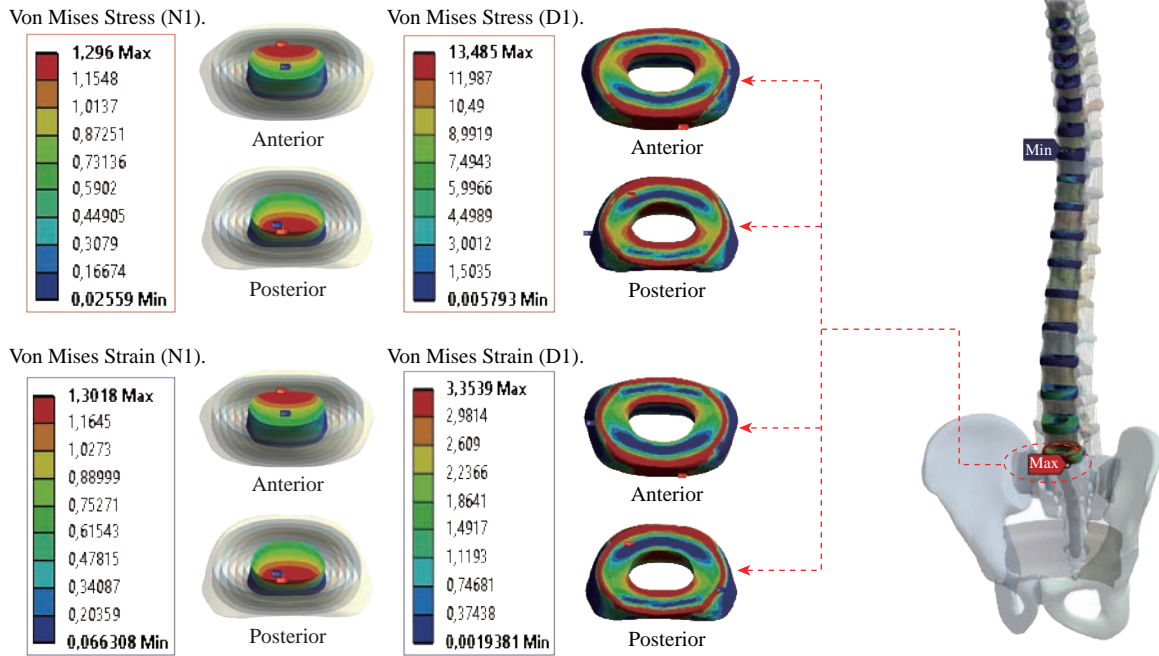 Von Mises Stress (N1).
1,296 Max
1,1548
1,0137
0,87251
0,73136
0,5902
0,44905
0,3079
0,16674
0,02559 Min
Anterior
Posterior
Von Mises Stress (D1).
13,485 Max
11,987
10,49
8,9919
7,4943
5,9966
4,4989
3,0012
1,5035
0,005793 Min
Anterior
Posterior
Von Mises Strain (N1).
1,3018 Max
1,1645
1,0273
0,88999
0,75271
0,61543
0,47815
0,34087
0,20359
0,066308 Min
Anterior
Posterior
Von Mises Strain (D1).
3,3539 Max
2,9814
2,609
2,2366
1,8641
1,4917
1,1193
0,74681
0,37438
0,0019381 Min
Anterior
Posterior
Min
Max